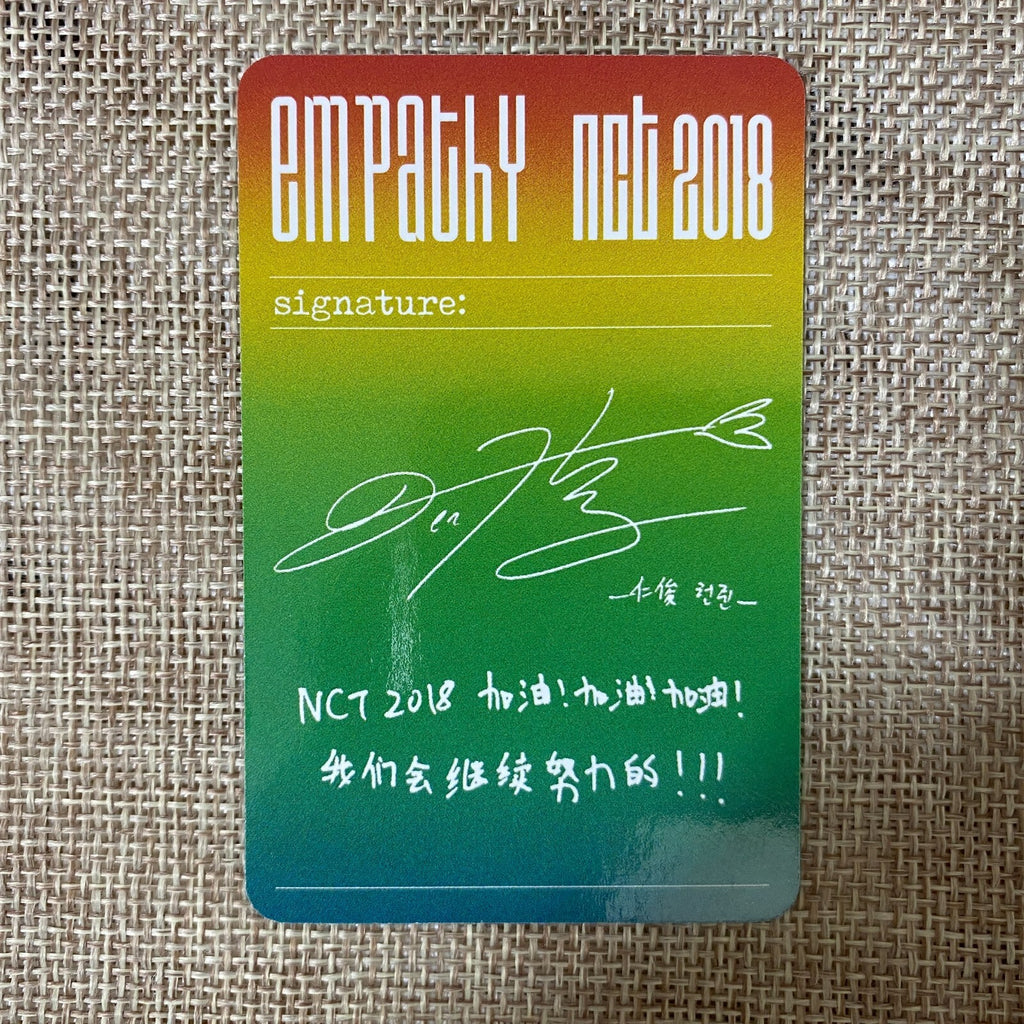 empathy nct 2018
signature:
仁俊 런쥔
NCT 2018 加油!加油!加油!
我们会继续努力的!!!